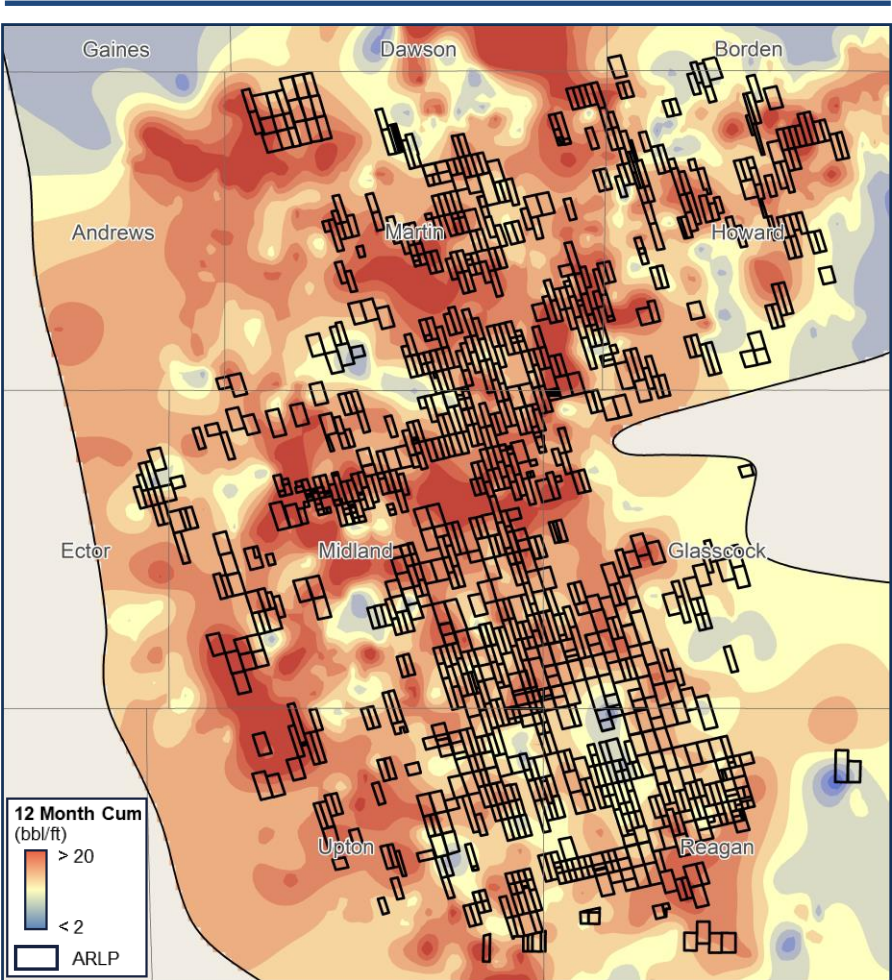 Gaines
Dawson
Borden
Andrews
Martin
Howard
Ector
Midland
Glasscock
Upton
Reagan
12 Month Cum
(bbl/ft)
> 20
< 2
ARLP